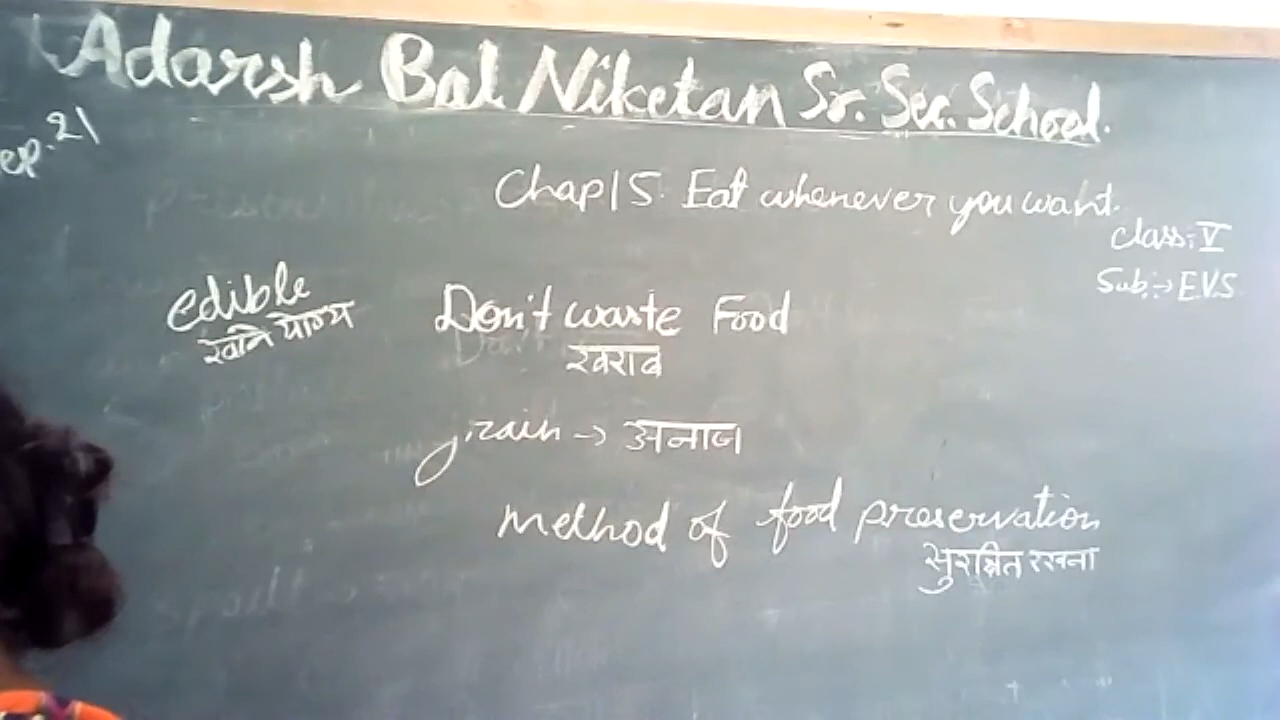 Adarsh Bal Niketan Sr. Sec. School.
ep. 21
Chap 15. Eat whenever you want.
Class:- V
Sub:-> E.V.S
edible
खाने योग्य
Don't waste Food
खराब
grain -> अनाज
Method of food preservation
सुरक्षित रखना